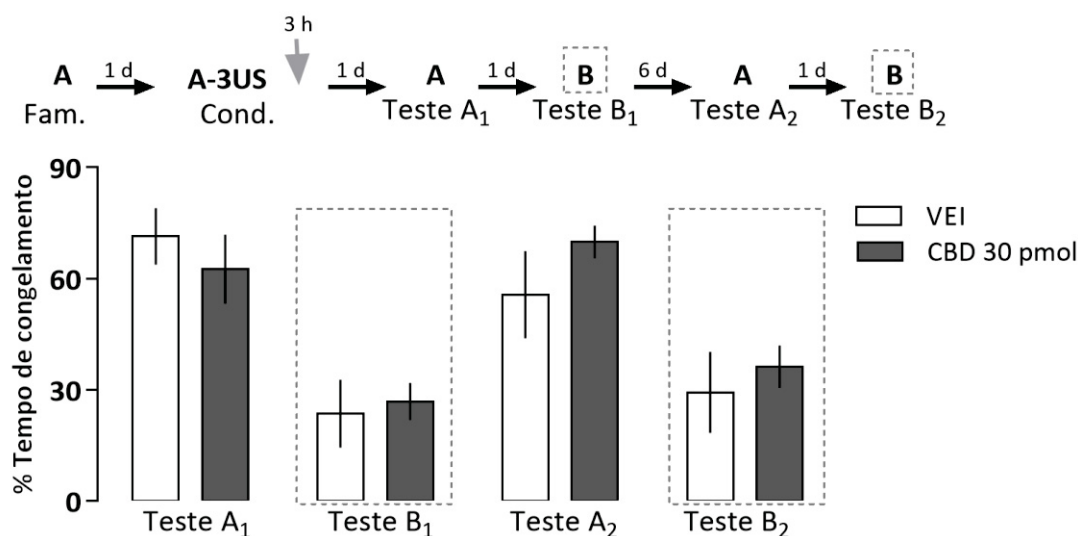 3 h
A 1 d A-3US 1 d A 1 d B 6 d A 1 d B
Fam. Cond. Teste A₁ Teste B₁ Teste A₂ Teste B₂
% Tempo de congelamento
90
60
30
0
VEI
CBD 30 pmol
Teste A₁ Teste B₁ Teste A₂ Teste B₂